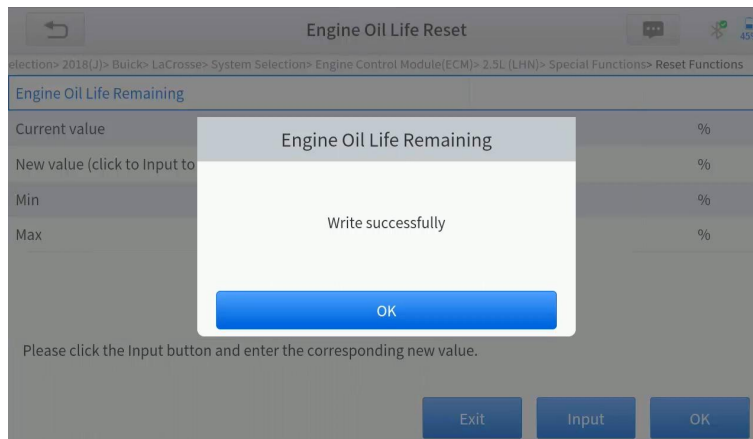 Engine Oil Life Reset
45%
election> 2018(J)> Buick> LaCrosse> System Selection> Engine Control Module(ECM)> 2.5L (LHN)> Special Functions> Reset Functions
Engine Oil Life Remaining
Current value %
New value (click to Input to %
Min %
Max %
Engine Oil Life Remaining
Write successfully
OK
Please click the Input button and enter the corresponding new value.
Exit Input OK